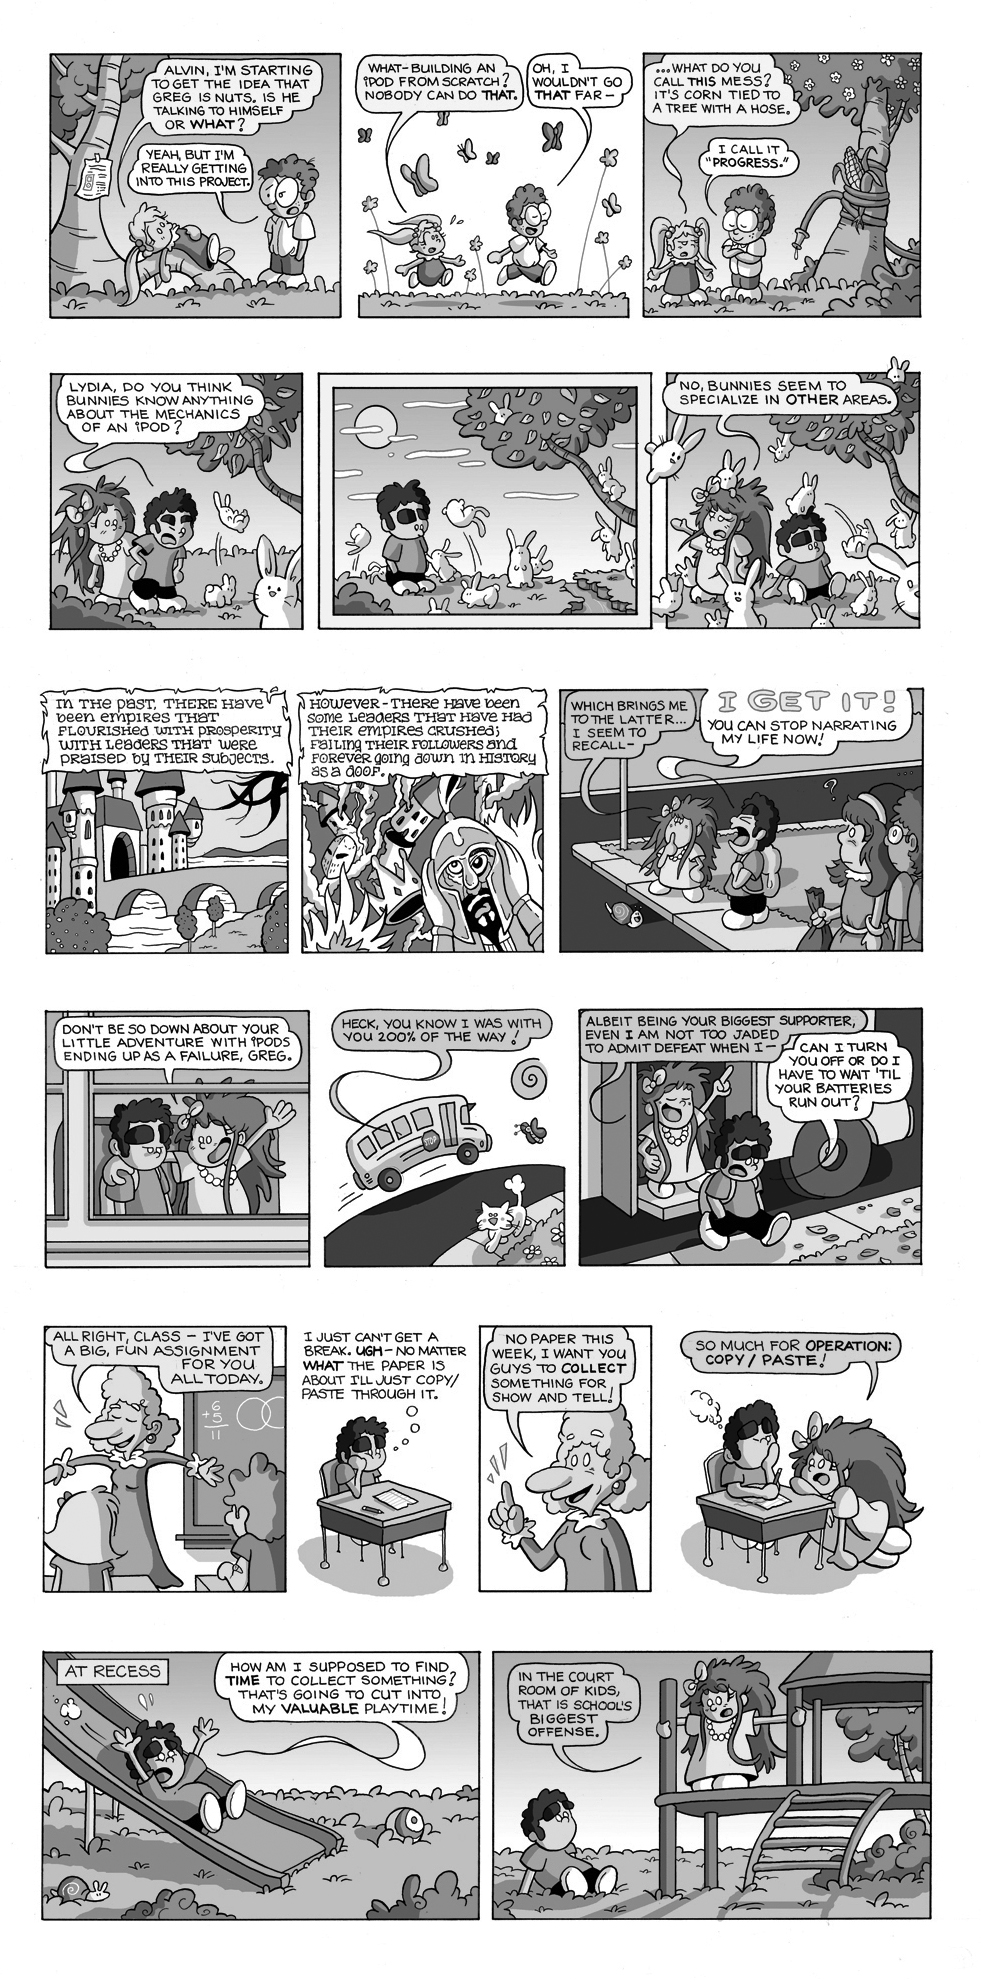 ALVIN, I'M STARTING
TO GET THE IDEA THAT
GREG IS NUTS. IS HE
TALKING TO HIMSELF
OR WHAT?
YEAH, BUT I'M
REALLY GETTING
INTO THIS PROJECT.
WHAT-BUILDING AN
iPOD FROM SCRATCH?
NOBODY CAN DO THAT.
OH, I
WOULDN'T GO
THAT FAR-
...WHAT DO YOU
CALL THIS MESS?
IT'S CORN TIED TO
A TREE WITH A HOSE.
I CALL IT
"PROGRESS."
LYDIA, DO YOU THINK
BUNNIES KNOW ANYTHING
ABOUT THE MECHANICS
OF AN iPOD?
NO, BUNNIES SEEM TO
SPECIALIZE IN OTHER AREAS.
IN THE PAST, THERE HAVE
BEEN EMPIRES THAT
FLOURISHED WITH PROSPERITY
WITH LEADERS THAT WERE
PRAISED BY THEIR SUBJECTS.
HOWEVER-THERE HAVE BEEN
SOME LEADERS THAT HAVE HAD
THEIR EMPIRES CRUSHED;
FAILING THEIR FOLLOWERS AND
FOREVER GOING DOWN IN HISTORY
AS A GOOF.
WHICH BRINGS ME
TO THE LATTER...
I SEEM TO
RECALL-
I GET IT!
YOU CAN STOP NARRATING
MY LIFE NOW!
?
DON'T BE SO DOWN ABOUT YOUR
LITTLE ADVENTURE WITH iPODS
ENDING UP AS A FAILURE, GREG.
HECK, YOU KNOW I WAS WITH
YOU 200% OF THE WAY!
STOP
ALBEIT BEING YOUR BIGGEST SUPPORTER,
EVEN I AM NOT TOO JADED
TO ADMIT DEFEAT WHEN I-
CAN I TURN
YOU OFF OR DO I
HAVE TO WAIT 'TIL
YOUR BATTERIES
RUN OUT?
ALL RIGHT, CLASS - I'VE GOT
A BIG, FUN ASSIGNMENT
FOR YOU
ALL TODAY.
6
+5
11
I JUST CAN'T GET A
BREAK. UGH- NO MATTER
WHAT THE PAPER IS
ABOUT I'LL JUST COPY/
PASTE THROUGH IT.
NO PAPER THIS
WEEK, I WANT YOU
GUYS TO COLLECT
SOMETHING FOR
SHOW AND TELL!
SO MUCH FOR OPERATION:
COPY / PASTE!
AT RECESS
HOW AM I SUPPOSED TO FIND
TIME TO COLLECT SOMETHING?
THAT'S GOING TO CUT INTO
MY VALUABLE PLAYTIME!
IN THE COURT
ROOM OF KIDS,
THAT IS SCHOOL'S
BIGGEST
OFFENSE.